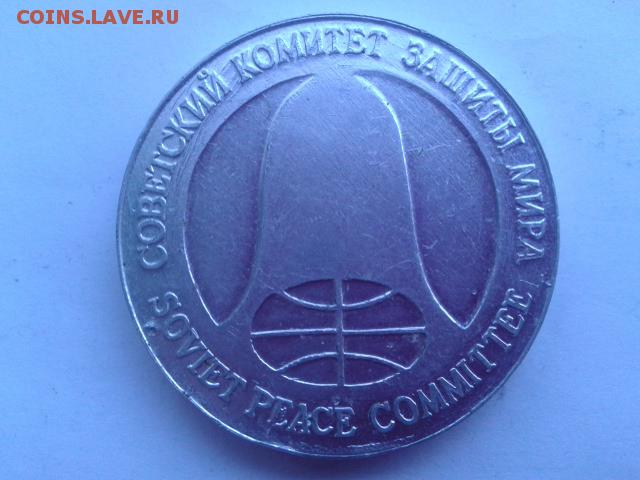 COINS.LAVE.RU
СОВЕТСКИЙ КОМИТЕТ ЗАЩИТЫ МИРА
SOVIET PEACE COMMITTEE